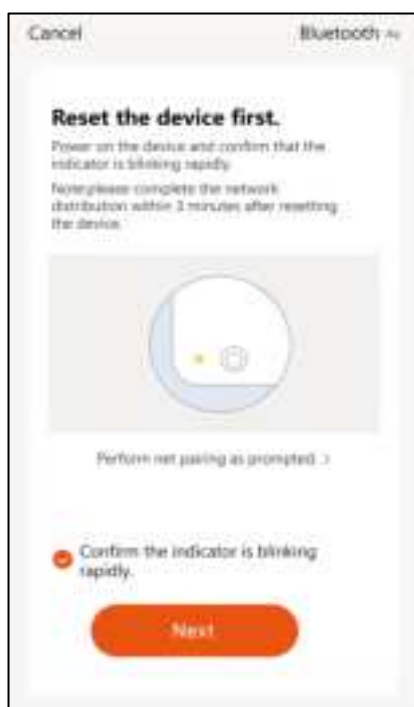 Cancel
Bluetooth
Reset the device first.
Power on the device and confirm that the
indicator is blinking rapidly.
Note:please complete the network
distribution within 3 minutes after resetting
the device.
Perform net pairing as prompted. >
Confirm the indicator is blinking
rapidly.
Next